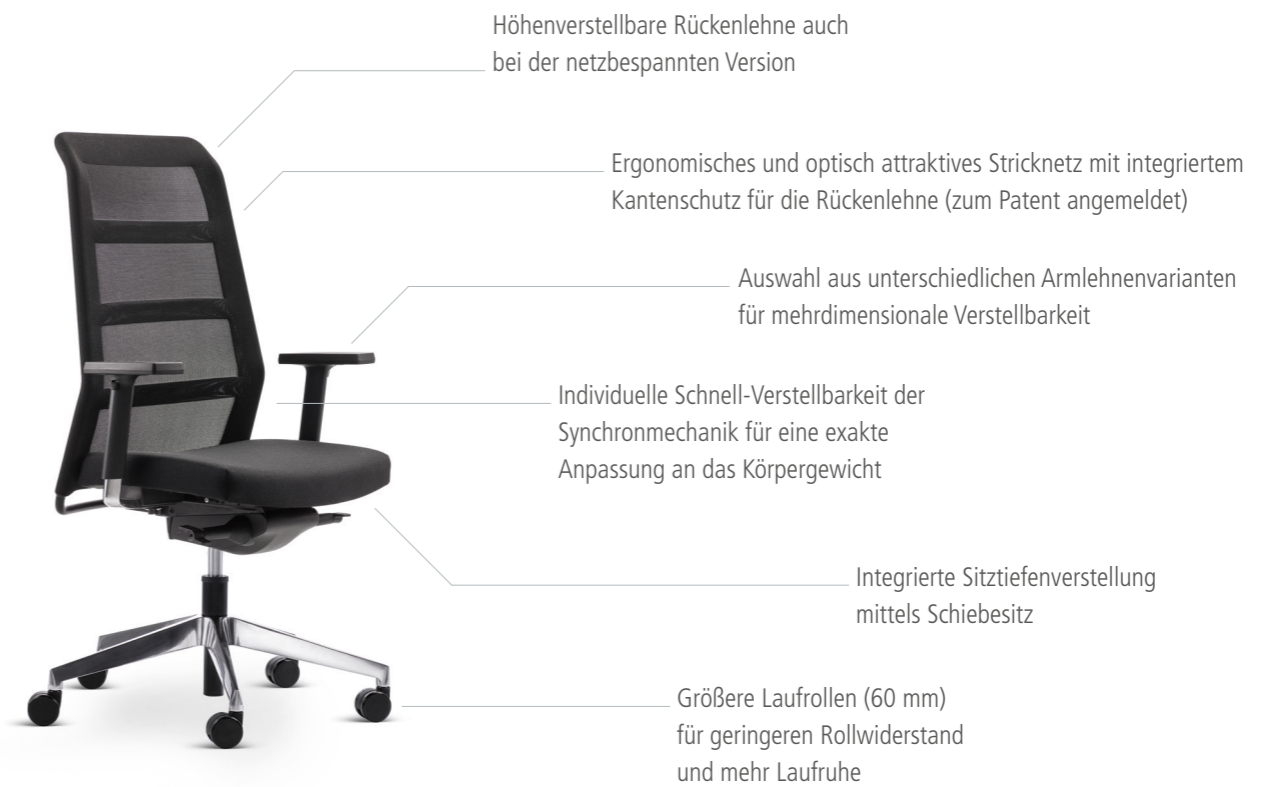 Höhenverstellbare Rückenlehne auch
bei der netzbespannten Version
Ergonomisches und optisch attraktives Stricknetz mit integriertem
Kantenschutz für die Rückenlehne (zum Patent angemeldet)
Auswahl aus unterschiedlichen Armlehnenvarianten
für mehrdimensionale Verstellbarkeit
Individuelle Schnell-Verstellbarkeit der
Synchronmechanik für eine exakte
Anpassung an das Körpergewicht
Integrierte Sitztiefenverstellung
mittels Schiebesitz
Größere Laufrollen (60 mm)
für geringeren Rollwiderstand
und mehr Laufruhe